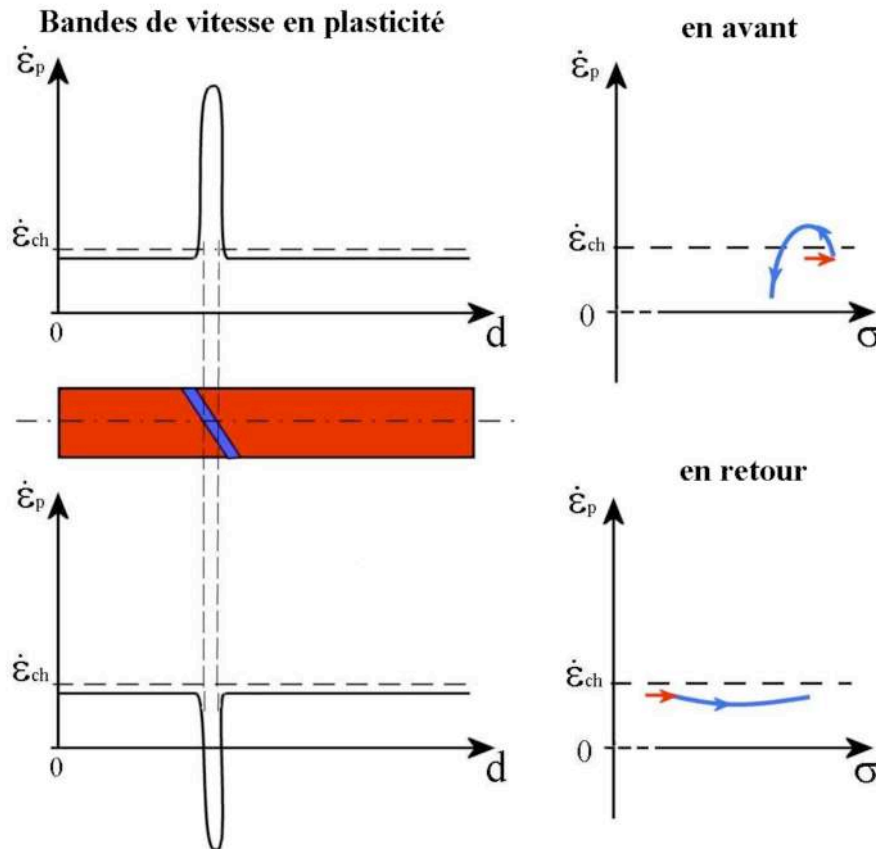 Bandes de vitesse en plasticité
en avant
ε̇p
ε̇ch
0
d
ε̇p
ε̇ch
0
σ
en retour
ε̇p
ε̇ch
0
d
ε̇p
ε̇ch
0
σ